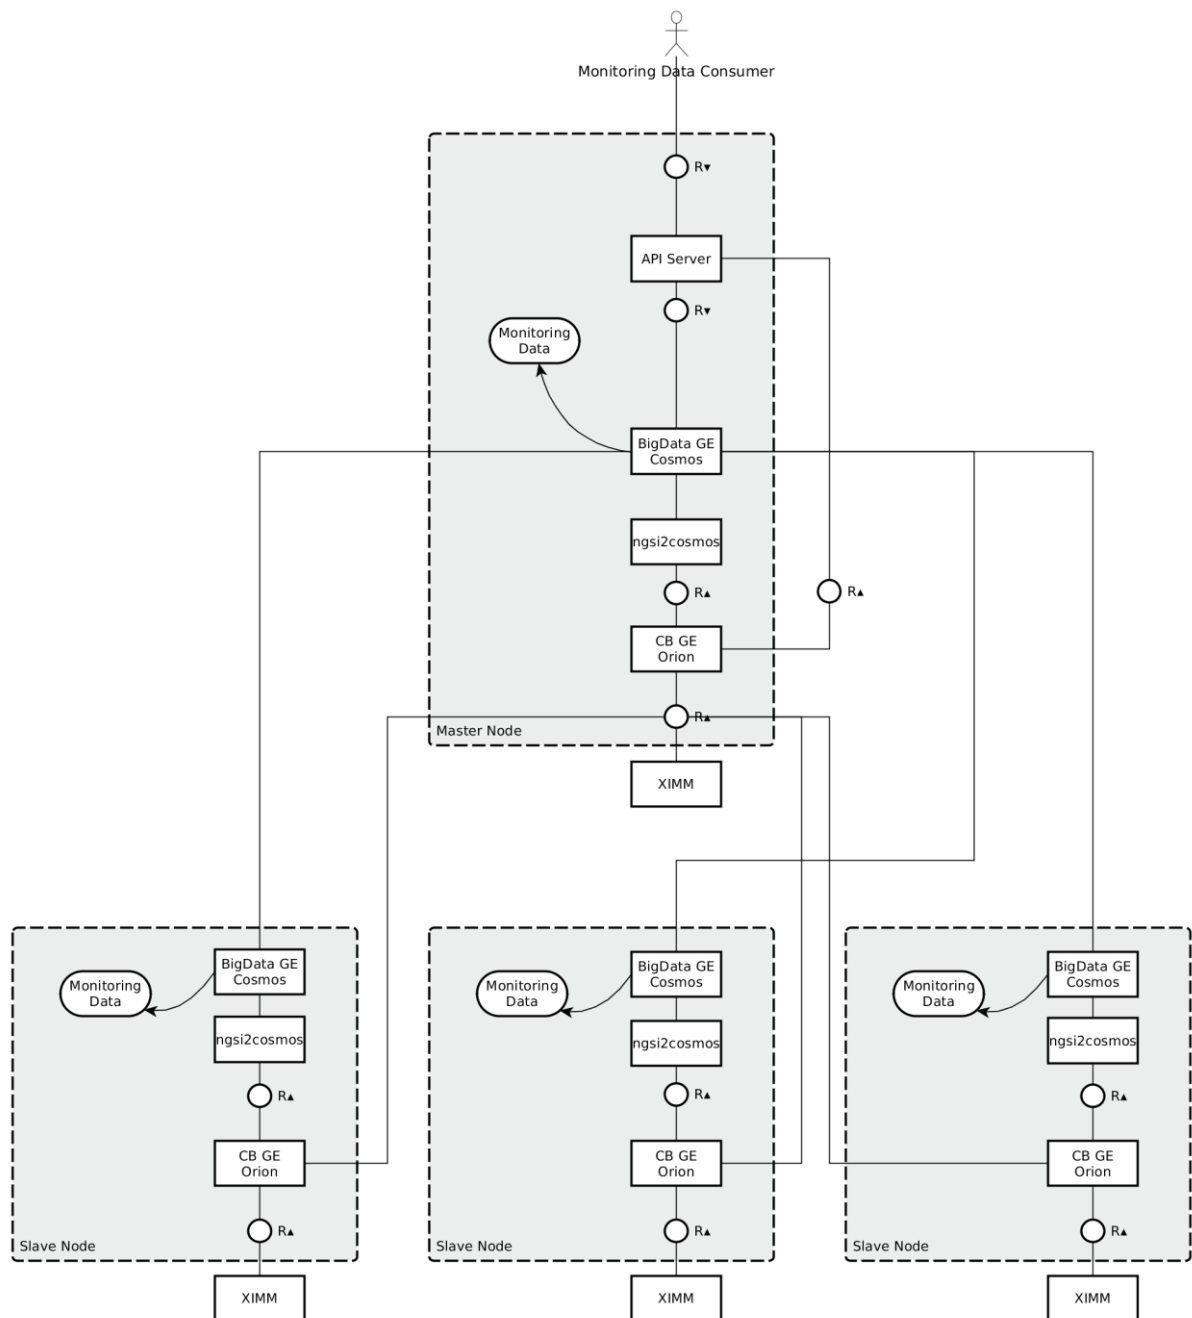 Monitoring Data Consumer
R▾
API Server
R▾
Monitoring
Data
BigData GE
Cosmos
ngsi2cosmos
R▴
R▴
CB GE
Orion
R▴
Master Node
XIMM
BigData GE
Cosmos
Monitoring
Data
ngsi2cosmos
R▴
CB GE
Orion
R▴
Slave Node
XIMM
BigData GE
Cosmos
Monitoring
Data
ngsi2cosmos
R▴
CB GE
Orion
R▴
Slave Node
XIMM
BigData GE
Cosmos
Monitoring
Data
ngsi2cosmos
R▴
CB GE
Orion
R▴
Slave Node
XIMM